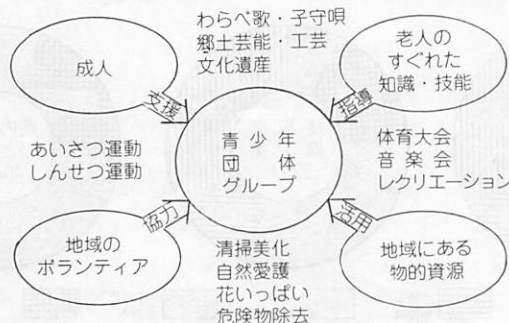 わらべ歌・子守唄
郷土芸能・工芸
文化遺産
成人
老人の
すぐれた
知識・技能
支援
指導
あいさつ運動
しんせつ運動
青少年
団体
グループ
体育大会
音楽会
レクリエーション
協力
活用
地域の
ボランティア
清掃美化
自然愛護
花いっぱい
危険物除去
地域にある
物的資源